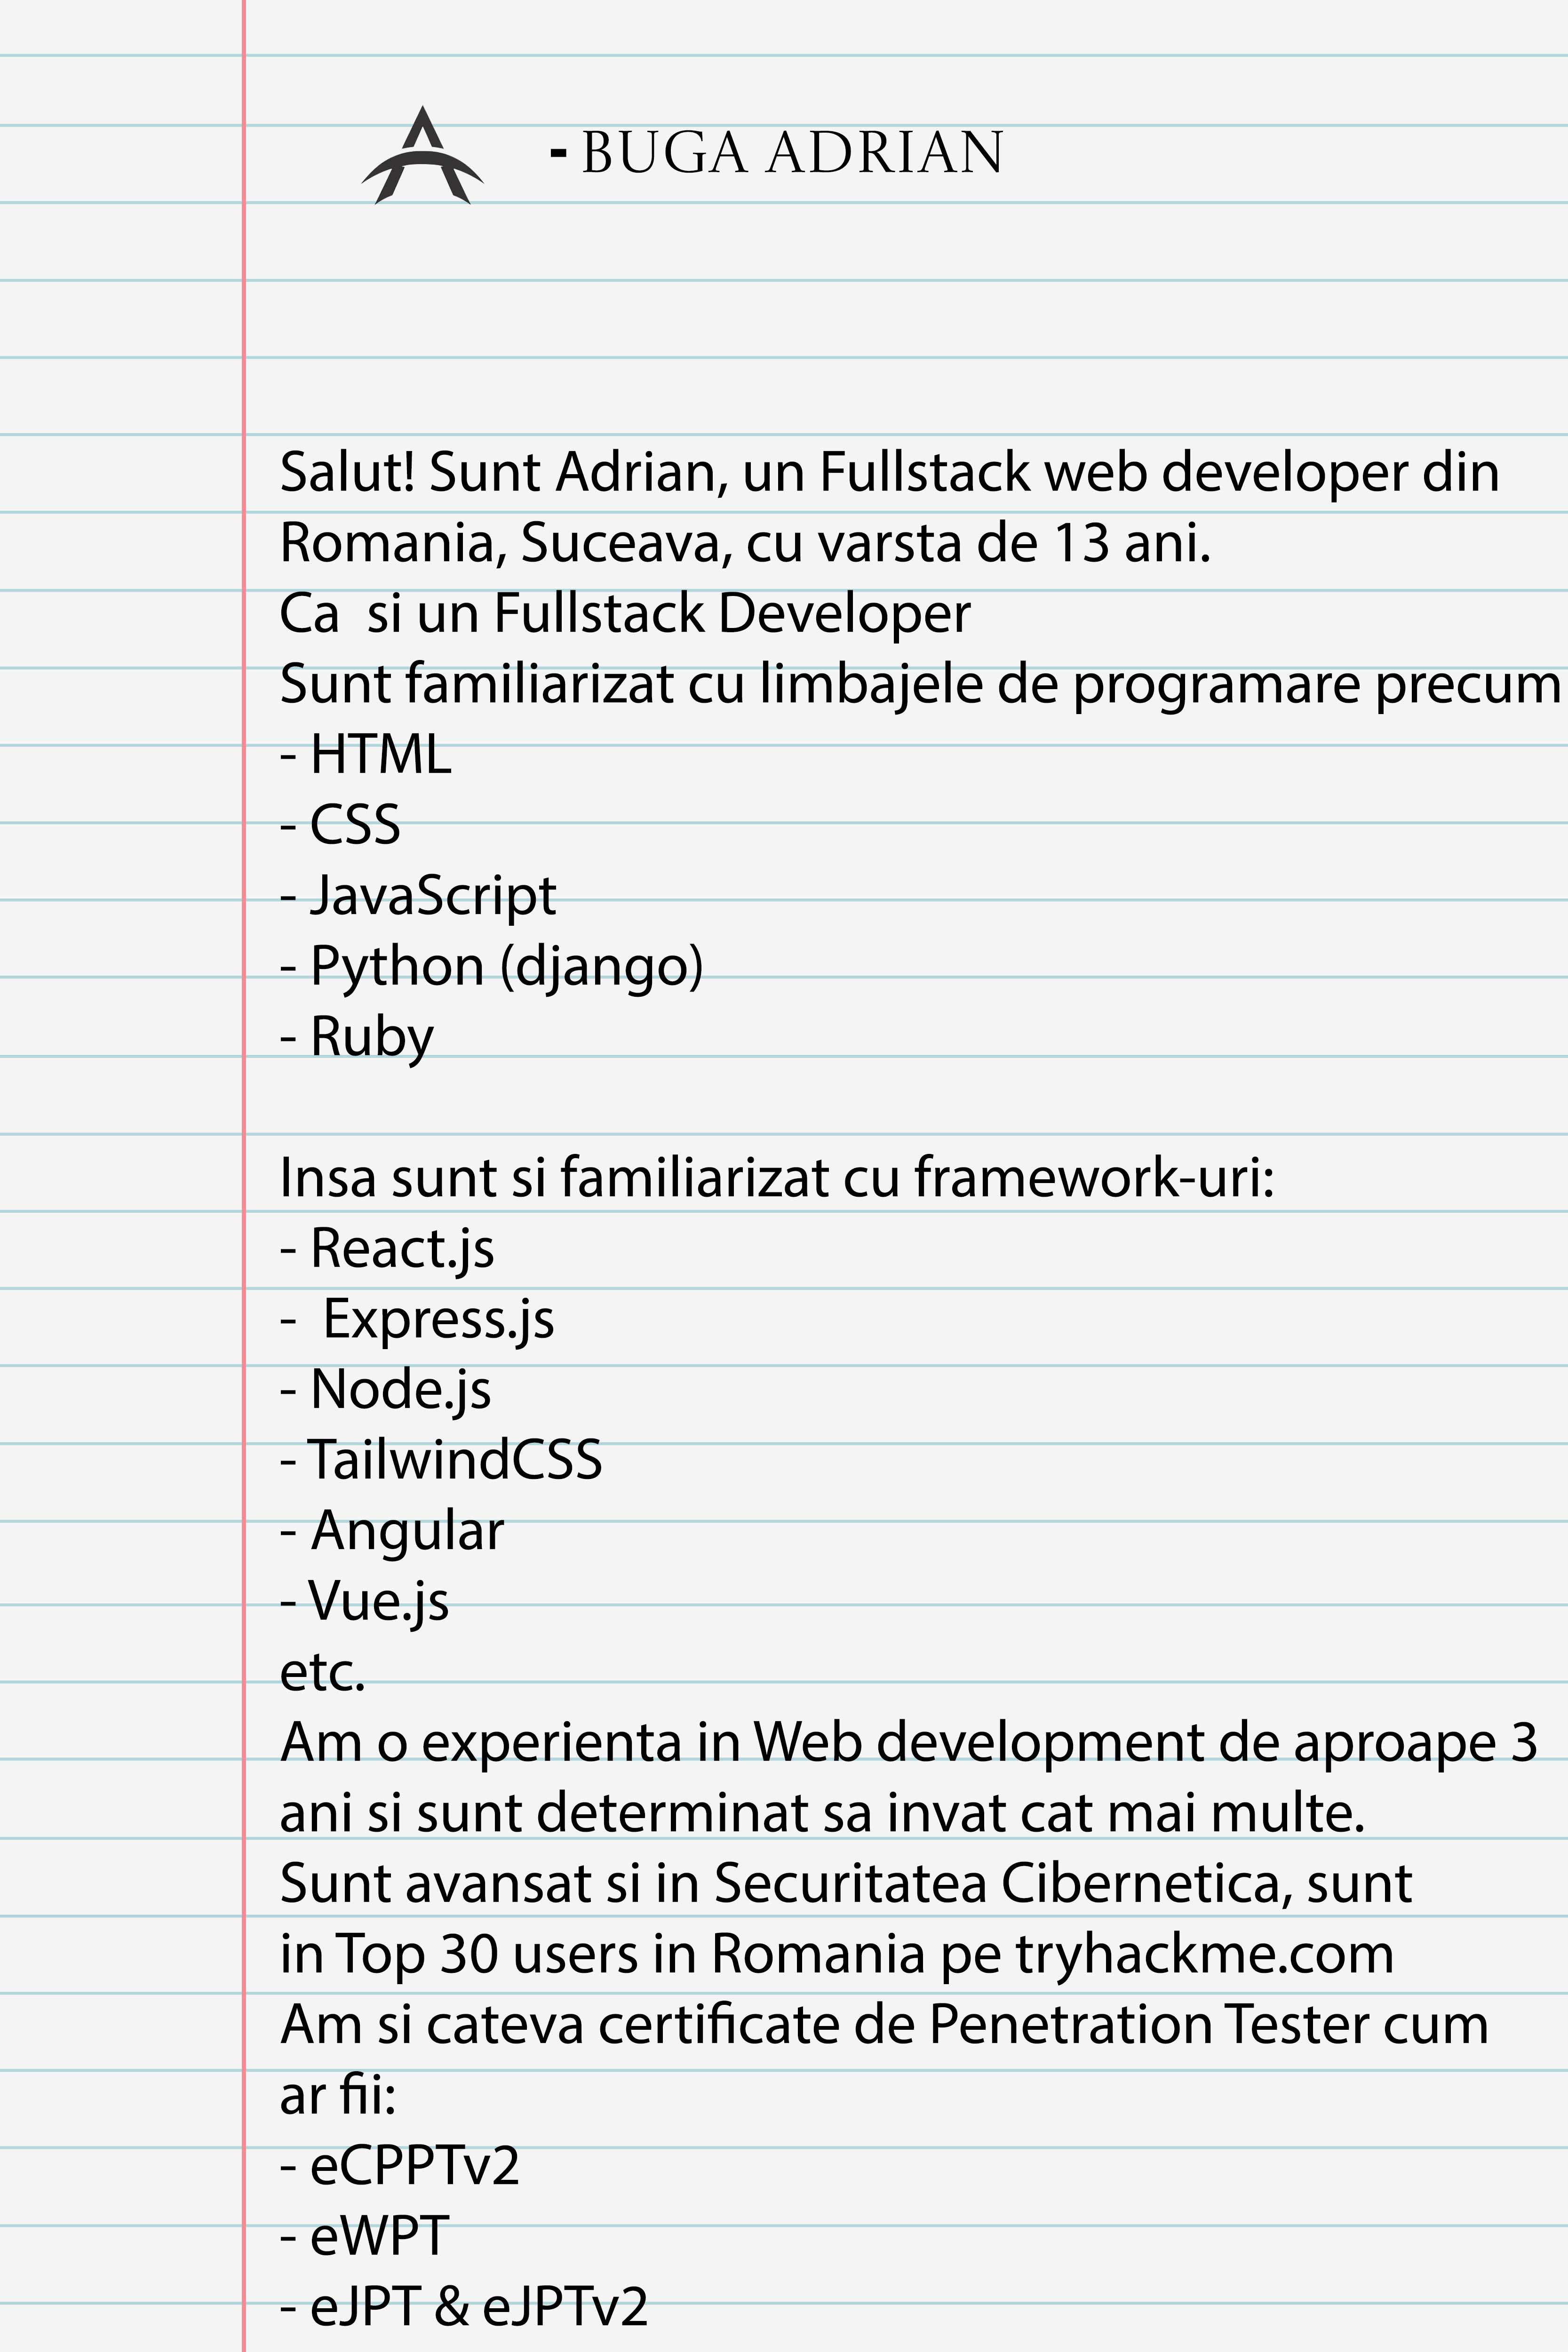 - BUGA ADRIAN
Salut! Sunt Adrian, un Fullstack web developer din
Romania, Suceava, cu varsta de 13 ani.
Ca  si un Fullstack Developer
Sunt familiarizat cu limbajele de programare precum
- HTML
- CSS
- JavaScript
- Python (django)
- Ruby
Insa sunt si familiarizat cu framework-uri:
- React.js
-  Express.js
- Node.js
- TailwindCSS
- Angular
- Vue.js
etc.
Am o experienta in Web development de aproape 3
ani si sunt determinat sa invat cat mai multe.
Sunt avansat si in Securitatea Cibernetica, sunt
in Top 30 users in Romania pe tryhackme.com
Am si cateva certificate de Penetration Tester cum
ar fii:
- eCPPTv2
- eWPT
- eJPT & eJPTv2